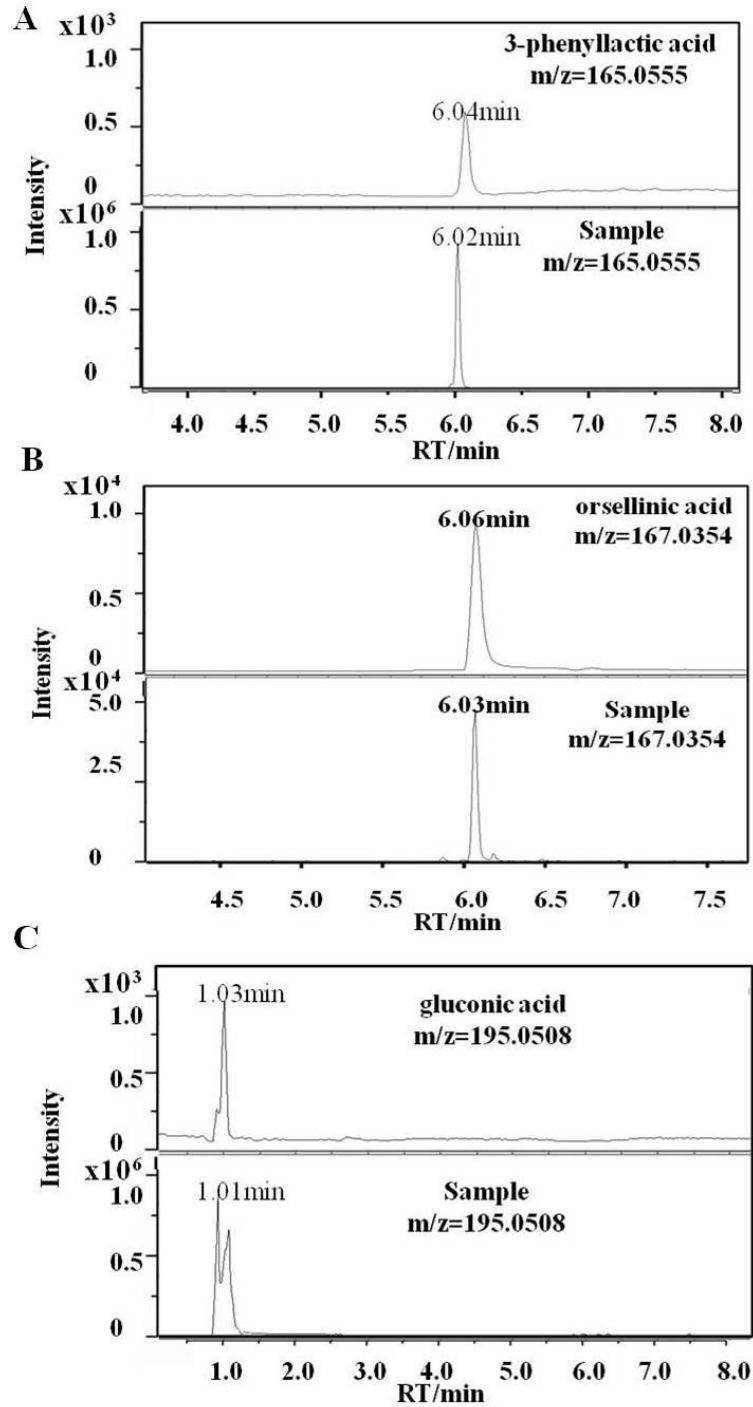 A
x10³
3-phenyllactic acid
m/z=165.0555
1.0
6.04min
0.5
0
x10⁶
Sample
m/z=165.0555
1.0
6.02min
0.5
0
Intensity
4.0 4.5 5.0 5.5 6.0 6.5 7.0 7.5 8.0
RT/min
B
x10⁴
orsellinic acid
m/z=167.0354
1.0
6.06min
0.5
0
x10⁴
Sample
m/z=167.0354
5.0
6.03min
2.5
0
Intensity
4.5 5.0 5.5 6.0 6.5 7.0 7.5
RT/min
C
x10³
gluconic acid
m/z=195.0508
1.0
1.03min
0.5
0
x10⁶
Sample
m/z=195.0508
1.0
1.01min
0.5
0
Intensity
1.0 2.0 3.0 4.0 5.0 6.0 7.0 8.0
RT/min